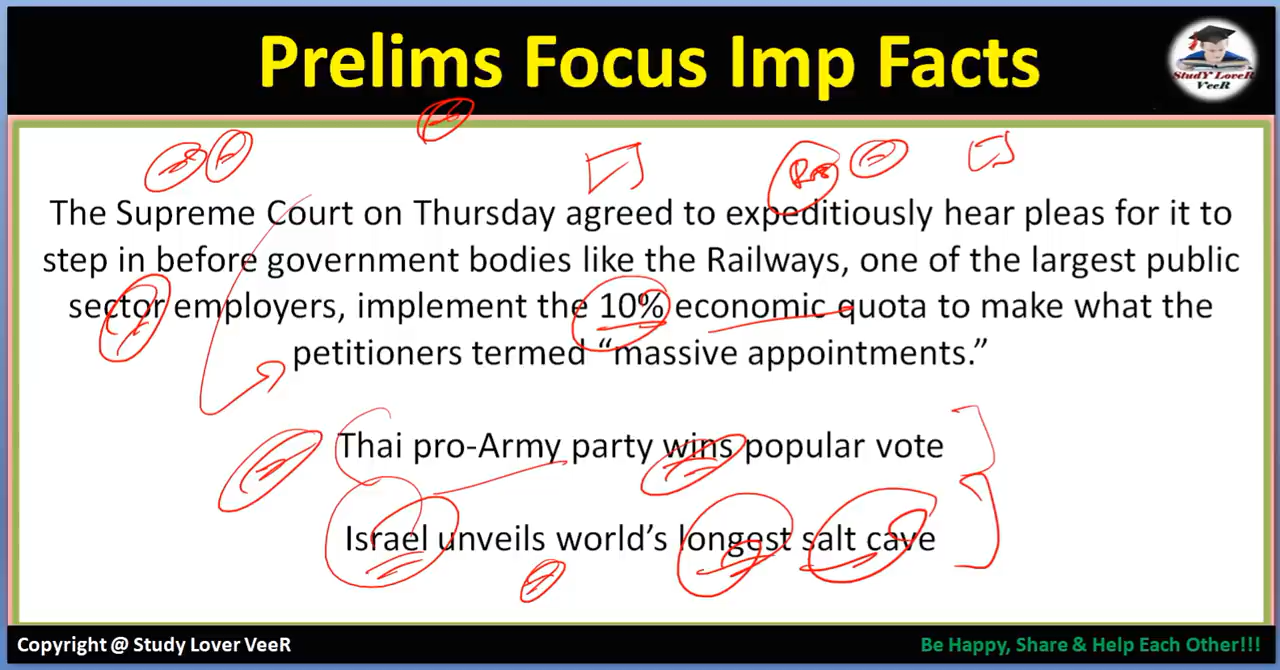 Prelims Focus Imp Facts
StudY LoveR
VeeR
The Supreme Court on Thursday agreed to expeditiously hear pleas for it to
step in before government bodies like the Railways, one of the largest public
sector employers, implement the 10% economic quota to make what the
petitioners termed “massive appointments.”
Thai pro-Army party wins popular vote
Israel unveils world’s longest salt cave
Copyright @ Study Lover VeeR
Be Happy, Share & Help Each Other!!!